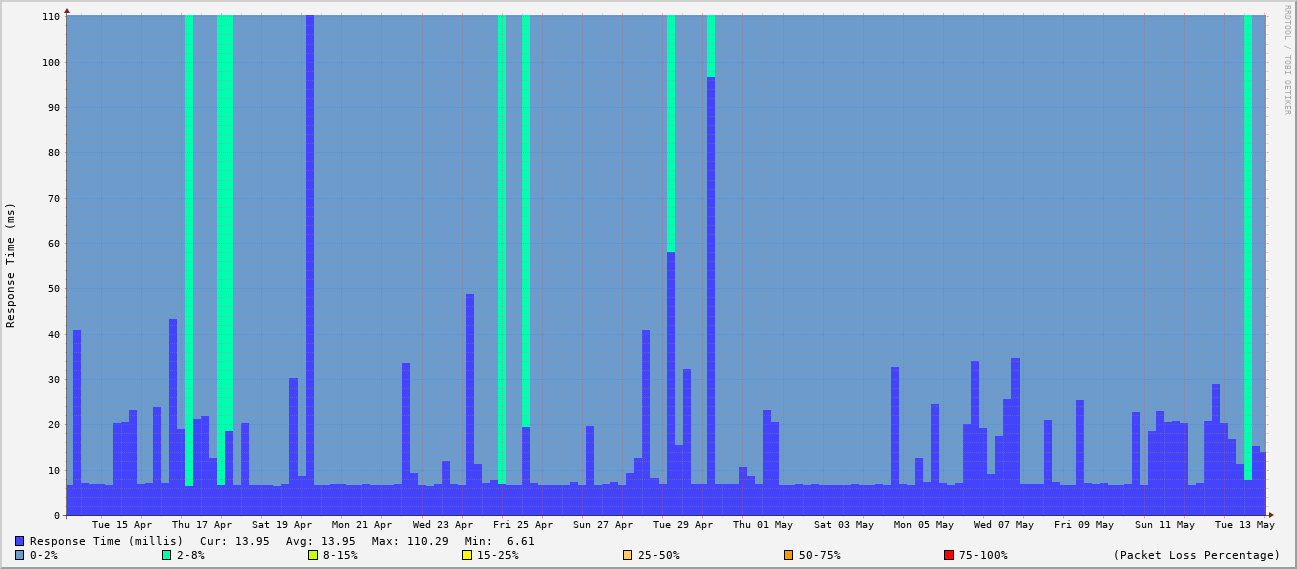 110
100
90
80
70
60
50
40
30
20
10
0
Response Time (ms)
RRDTOOL / TOBI OETIKER
Tue 15 Apr Thu 17 Apr Sat 19 Apr Mon 21 Apr Wed 23 Apr Fri 25 Apr Sun 27 Apr Tue 29 Apr Thu 01 May Sat 03 May Mon 05 May Wed 07 May Fri 09 May Sun 11 May Tue 13 May
Response Time (millis) Cur: 13.95 Avg: 13.95 Max: 110.29 Min: 6.61
0-2% 2-8% 8-15% 15-25% 25-50% 50-75% 75-100% (Packet Loss Percentage)